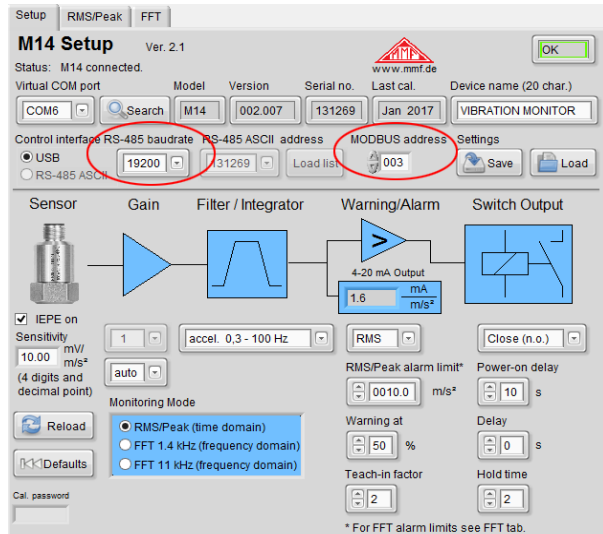 Setup RMS/Peak FFT
M14 Setup Ver. 2.1 MMF OK
Status: M14 connected. www.mmf.de
Virtual COM port Model Version Serial no. Last cal. Device name (20 char.)
COM6 Search M14 002.007 131269 Jan 2017 VIBRATION MONITOR
Control interface RS-485 baudrate RS-485 ASCII address MODBUS address Settings
USB 19200 131269 Load list 003 Save Load
RS-485 ASCII
Sensor Gain Filter / Integrator Warning/Alarm Switch Output
>
4-20 mA Output
1.6 mA
m/s²
IEPE on
Sensitivity 1 accel. 0,3 - 100 Hz RMS Close (n.o.)
10.00 mV/
m/s²
(4 digits and
decimal point)
auto
RMS/Peak alarm limit* Power-on delay
0010.0 m/s² 10 s
Monitoring Mode
Reload RMS/Peak (time domain) Warning at Delay
FFT 1.4 kHz (frequency domain) 50 % 0 s
Defaults FFT 11 kHz (frequency domain) Teach-in factor Hold time
Cal. password 2 2
* For FFT alarm limits see FFT tab.